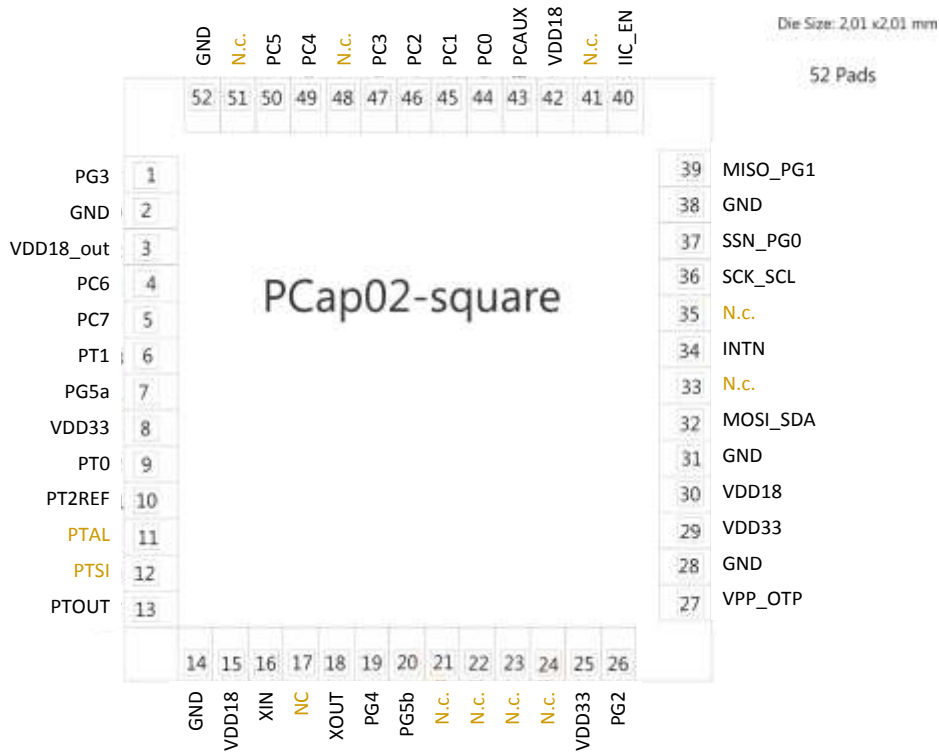 GND N.c. PC5 PC4 N.c. PC3 PC2 PC1 PC0 PCAUX VDD18 N.c. IIC_EN
Die Size: 2,01 x2,01 mm
52 Pads
52 51 50 49 48 47 46 45 44 43 42 41 40
PG3 1
GND 2
VDD18_out 3
PC6 4
PC7 5
PT1 6
PG5a 7
VDD33 8
PT0 9
PT2REF 10
PTAL 11
PTSI 12
PTOUT 13
PCap02-square
39 MISO_PG1
38 GND
37 SSN_PG0
36 SCK_SCL
35 N.c.
34 INTN
33 N.c.
32 MOSI_SDA
31 GND
30 VDD18
29 VDD33
28 GND
27 VPP_OTP
14 15 16 17 18 19 20 21 22 23 24 25 26
GND VDD18 XIN NC XOUT PG4 PG5b N.c. N.c. N.c. N.c. VDD33 PG2